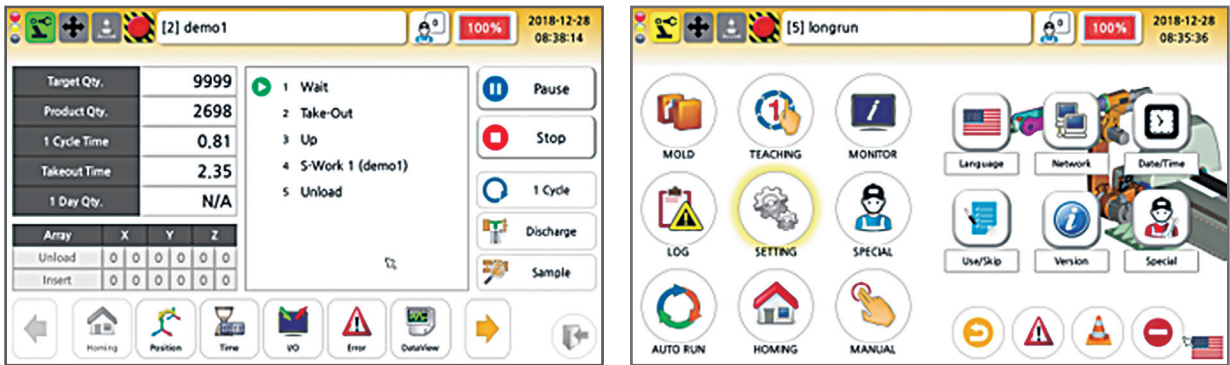 [2] demo1
0
100%
2018-12-28
08:38:14
Target Qty. 9999
Product Qty. 2698
1 Cycle Time 0.81
Takeout Time 2.35
1 Day Qty. N/A
Array X Y Z
Unload 0 0 0 0 0 0
Insert 0 0 0 0 0 0
1 Wait
2 Take-Out
3 Up
4 S-Work 1 (demo1)
5 Unload
Pause
Stop
1 Cycle
Discharge
Sample
Homing
Position
Time
I/O
Error
DataView
[5] longrun
0
100%
2018-12-28
08:35:36
MOLD
1
TEACHING
i
MONITOR
LOG
SETTING
SPECIAL
AUTO RUN
HOMING
MANUAL
Language
Network
Date/Time
Use/Skip
i
Version
Special